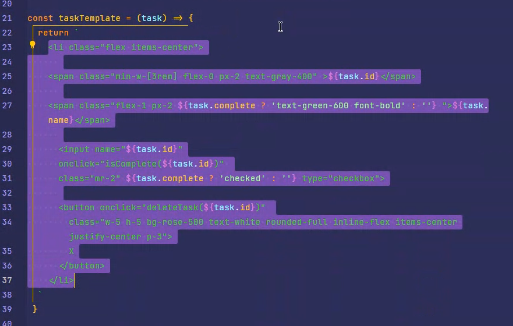 20
21 const taskTemplate = (task) => {
22 return `
23 <li class="flex items-center">
24
25 <span class="min-w-[3rem] flex-0 px-2 text-gray-400" >${task.id}</span>
26
27 <span class="flex-1 px-2 ${task.complete ? 'text-green-600 font-bold' : ''} ">${task.
name}</span>
28
29 <input name="${task.id}"
30 onclick="isComplete(${task.id})"
31 class="mr-2" ${task.complete ? 'checked' : ''} type="checkbox">
32
33 <button onclick="deleteTask(${task.id})"
34 class="w-5 h-5 bg-rose-500 text-white rounded-full inline-flex items-center
justify-center p-3">
35 X
36 </button>
37 </li>
38 `
39 }
40